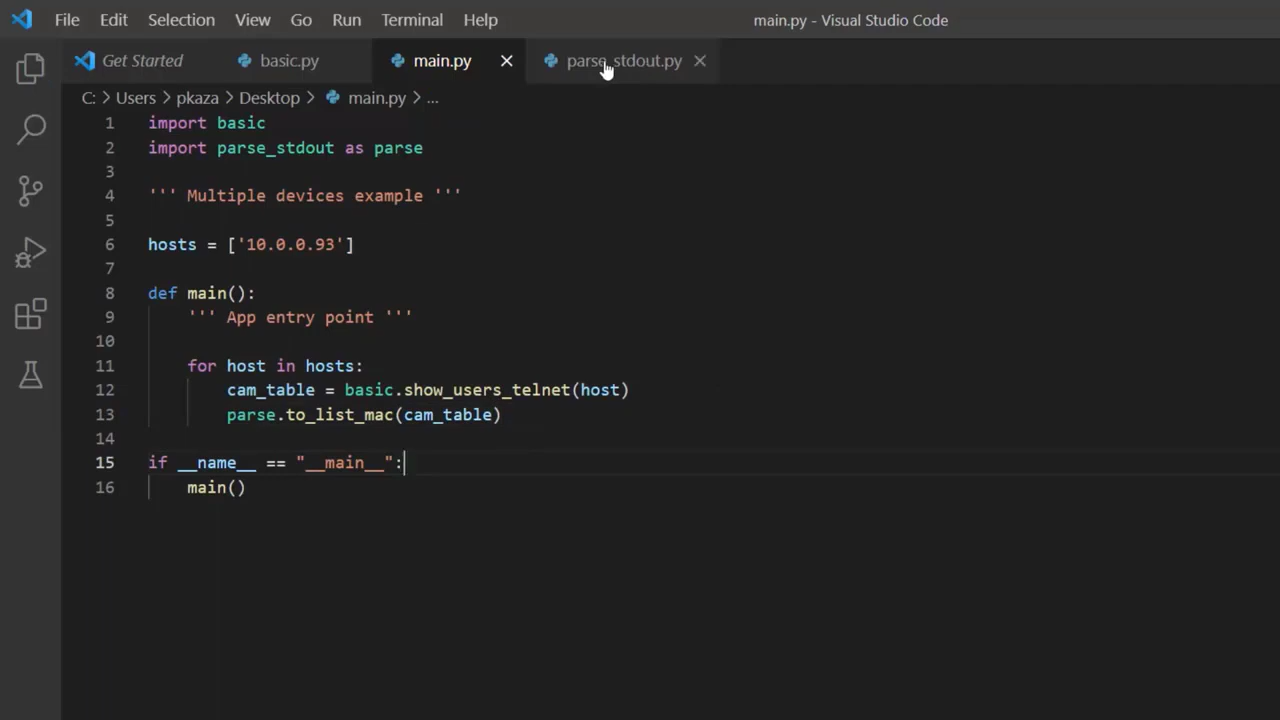 File Edit Selection View Go Run Terminal Help main.py - Visual Studio Code
Get Started basic.py main.py parse_stdout.py
C: > Users > pkaza > Desktop > main.py > ...
1 import basic
2 import parse_stdout as parse
3
4 ''' Multiple devices example '''
5
6 hosts = ['10.0.0.93']
7
8 def main():
9     ''' App entry point '''
10
11     for host in hosts:
12         cam_table = basic.show_users_telnet(host)
13         parse.to_list_mac(cam_table)
14
15 if __name__ == "__main__":
16     main()